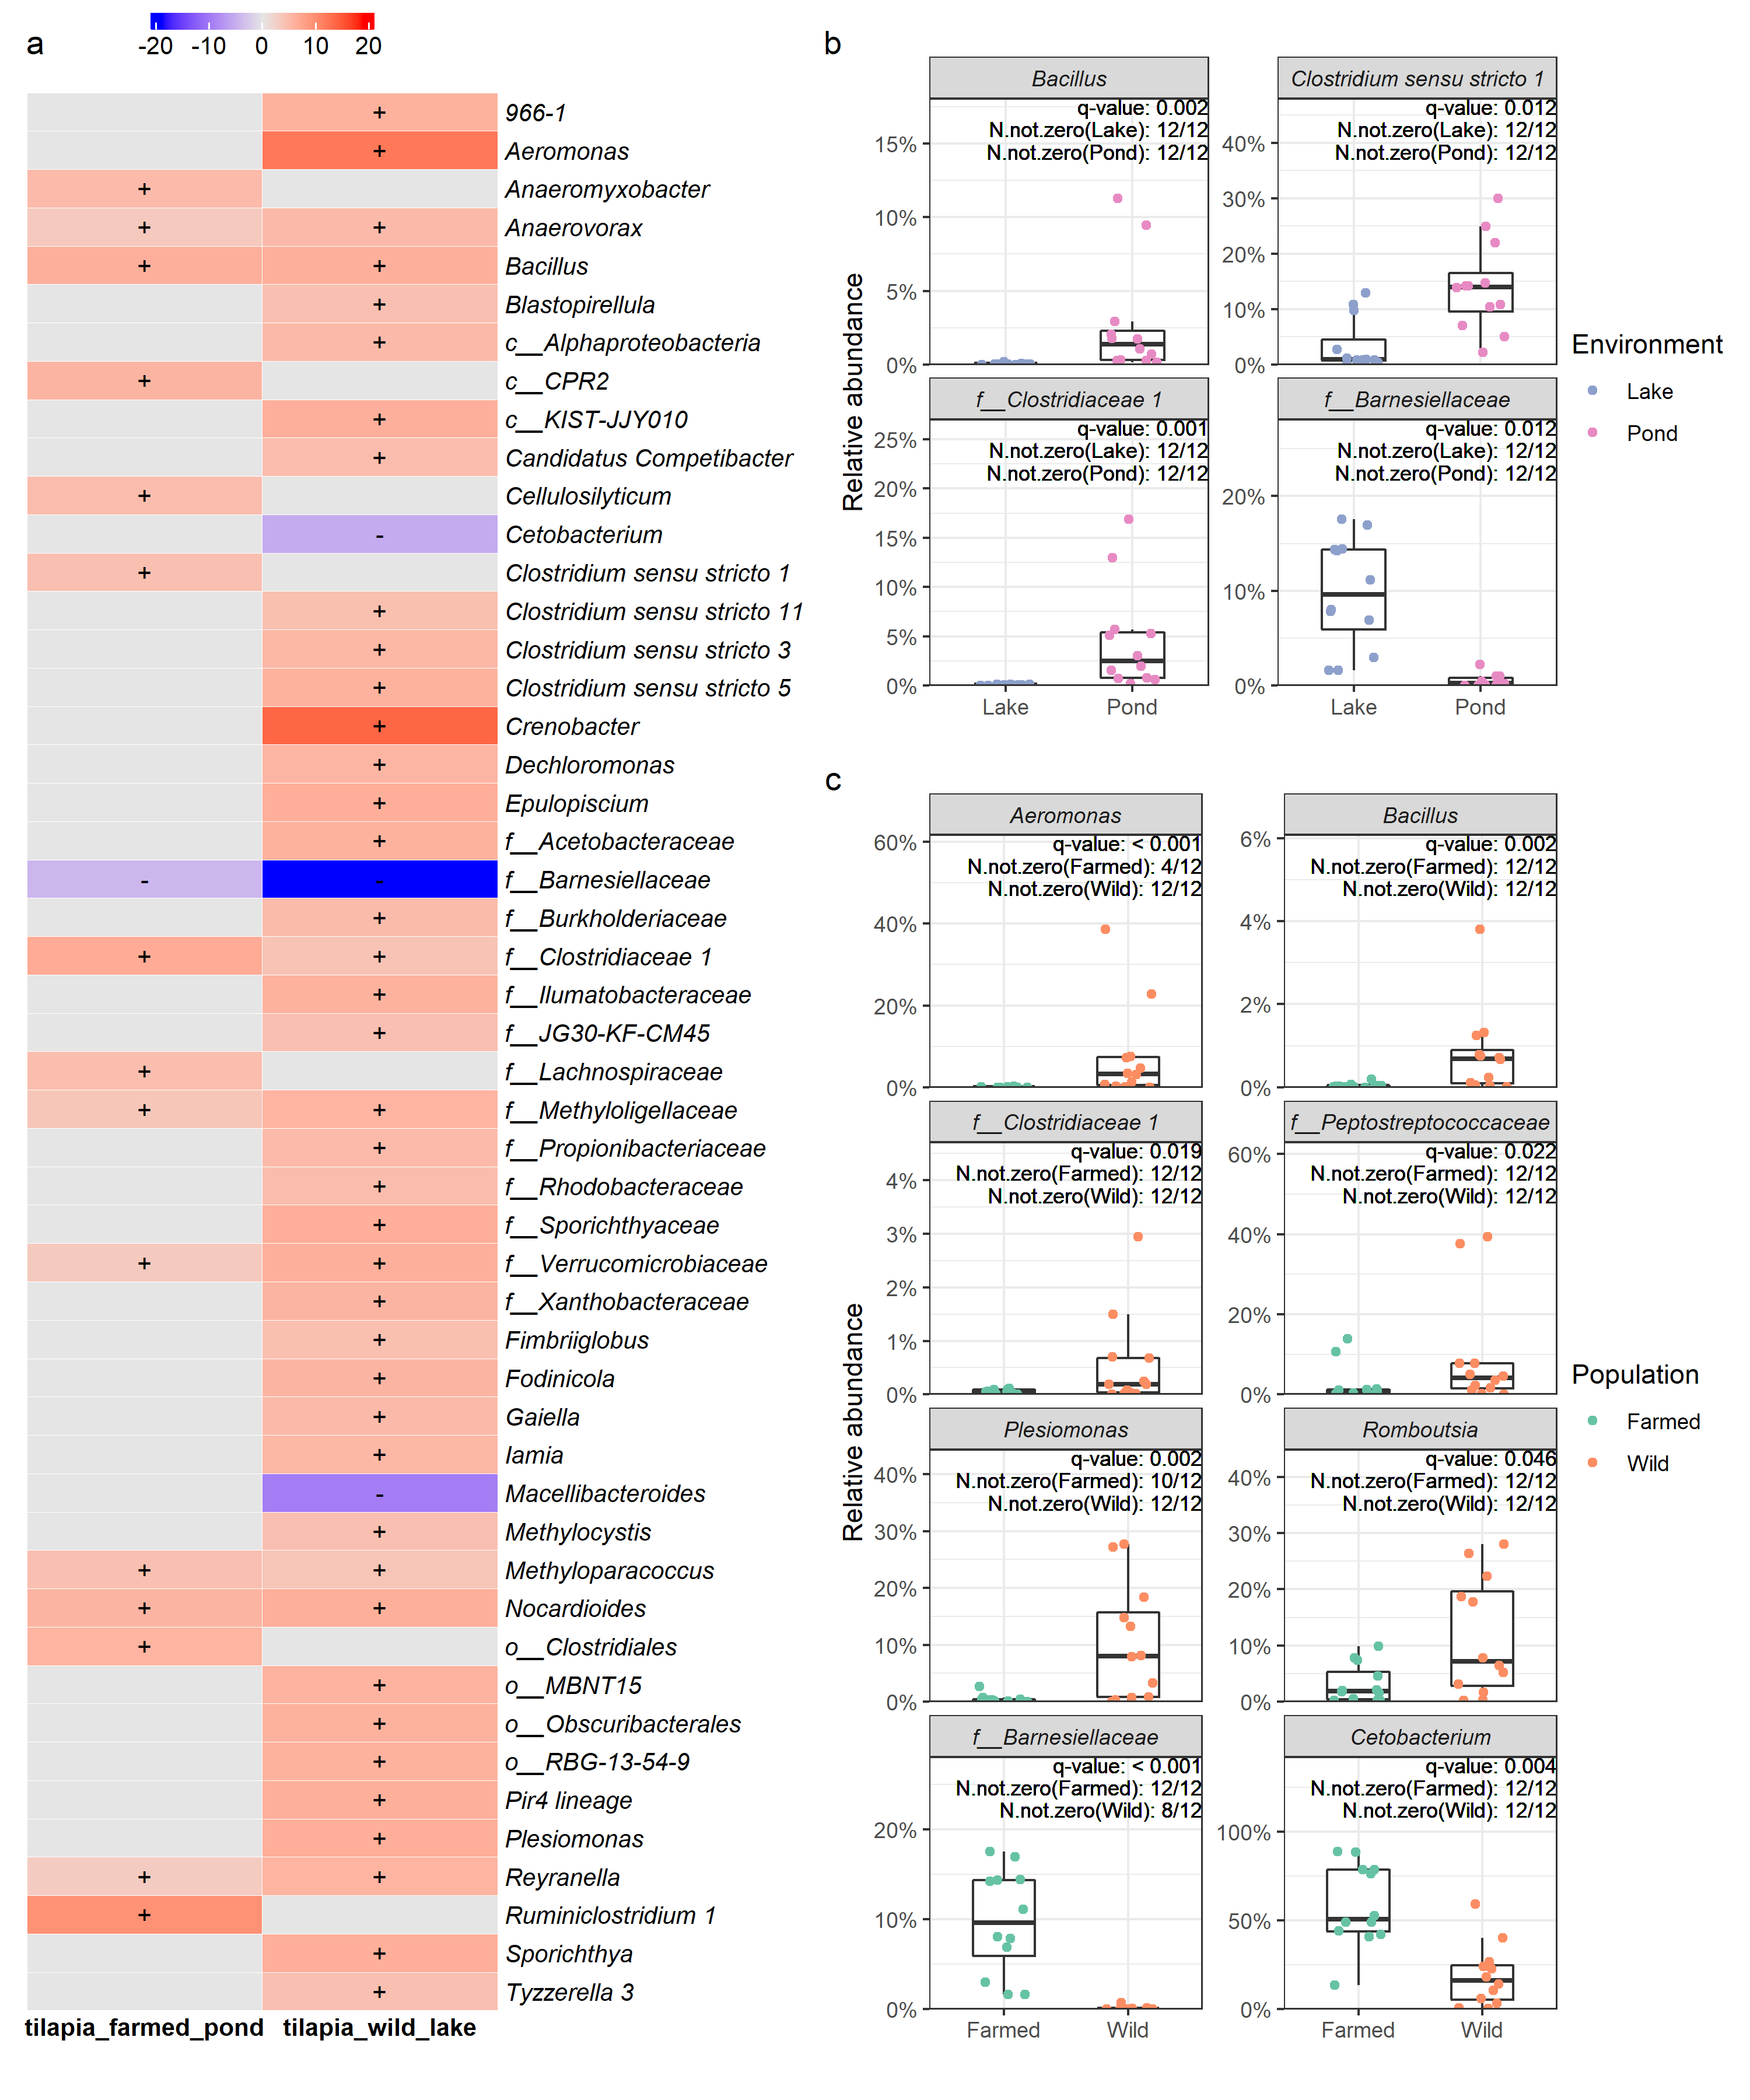 a
-20 -10 0 10 20
966-1
Aeromonas
Anaeromyxobacter
Anaerovorax
Bacillus
Blastopirellula
c__Alphaproteobacteria
c__CPR2
c__KIST-JJY010
Candidatus Competibacter
Cellulosilyticum
Cetobacterium
Clostridium sensu stricto 1
Clostridium sensu stricto 11
Clostridium sensu stricto 3
Clostridium sensu stricto 5
Crenobacter
Dechloromonas
Epulopiscium
f__Acetobacteraceae
f__Barnesiellaceae
f__Burkholderiaceae
f__Clostridiaceae 1
f__Ilumatobacteraceae
f__JG30-KF-CM45
f__Lachnospiraceae
f__Methyloligellaceae
f__Propionibacteriaceae
f__Rhodobacteraceae
f__Sporichthyaceae
f__Verrucomicrobiaceae
f__Xanthobacteraceae
Fimbriiglobus
Fodinicola
Gaiella
Iamia
Macellibacteroides
Methylocystis
Methyloparacoccus
Nocardioides
o__Clostridiales
o__MBNT15
o__Obscuribacterales
o__RBG-13-54-9
Pir4 lineage
Plesiomonas
Reyranella
Ruminiclostridium 1
Sporichthya
Tyzzerella 3
tilapia_farmed_pond tilapia_wild_lake
b
Relative abundance
Bacillus
q-value: 0.002
N.not.zero(Lake): 12/12
N.not.zero(Pond): 12/12
15%
10%
5%
0%
Clostridium sensu stricto 1
q-value: 0.012
N.not.zero(Lake): 12/12
N.not.zero(Pond): 12/12
40%
30%
20%
10%
0%
f__Clostridiaceae 1
q-value: 0.001
N.not.zero(Lake): 12/12
N.not.zero(Pond): 12/12
25%
20%
15%
10%
5%
0%
Lake Pond
f__Barnesiellaceae
q-value: 0.012
N.not.zero(Lake): 12/12
N.not.zero(Pond): 12/12
20%
10%
0%
Lake Pond
Environment
Lake
Pond
c
Relative abundance
Aeromonas
q-value: < 0.001
N.not.zero(Farmed): 4/12
N.not.zero(Wild): 12/12
60%
40%
20%
0%
Bacillus
q-value: 0.002
N.not.zero(Farmed): 12/12
N.not.zero(Wild): 12/12
6%
4%
2%
0%
f__Clostridiaceae 1
q-value: 0.019
N.not.zero(Farmed): 12/12
N.not.zero(Wild): 12/12
4%
3%
2%
1%
0%
f__Peptostreptococcaceae
q-value: 0.022
N.not.zero(Farmed): 12/12
N.not.zero(Wild): 12/12
60%
40%
20%
0%
Plesiomonas
q-value: 0.002
N.not.zero(Farmed): 10/12
N.not.zero(Wild): 12/12
40%
30%
20%
10%
0%
Romboutsia
q-value: 0.046
N.not.zero(Farmed): 12/12
N.not.zero(Wild): 12/12
40%
30%
20%
10%
0%
f__Barnesiellaceae
q-value: < 0.001
N.not.zero(Farmed): 12/12
N.not.zero(Wild): 8/12
20%
10%
0%
Farmed Wild
Cetobacterium
q-value: 0.004
N.not.zero(Farmed): 12/12
N.not.zero(Wild): 12/12
100%
50%
0%
Farmed Wild
Population
Farmed
Wild